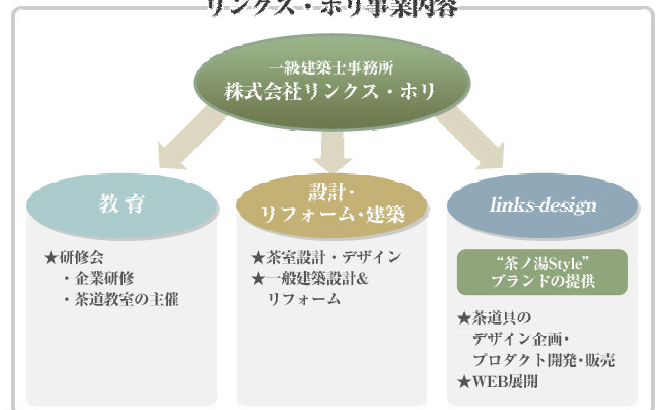 リンクス・ホリ事業内容
一級建築士事務所
株式会社リンクス・ホリ
教育
★研修会
・企業研修
・茶道教室の主催
設計・
リフォーム・建築
★茶室設計・デザイン
★一般建築設計&
リフォーム
links-design
“茶ノ湯Style”
ブランドの提供
★茶道具の
デザイン企画・
プロダクト開発・販売
★WEB展開